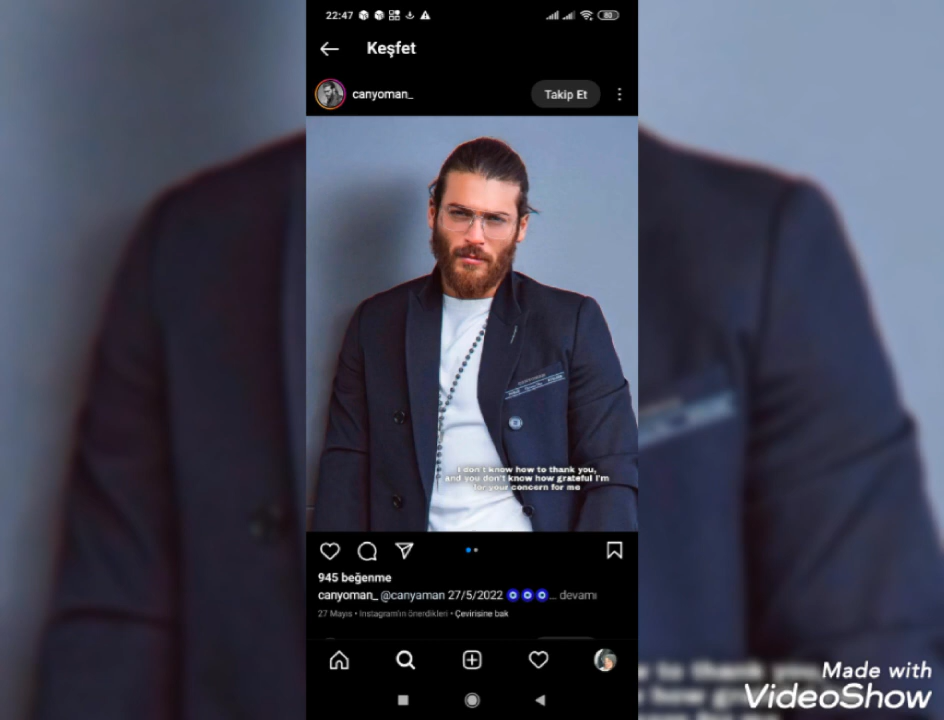 22:47
80
Keşfet
canyoman_
Takip Et
I don't know how to thank you,
and you don't know how grateful I'm
for your concern for me
945 beğenme
canyoman_ @canyaman 27/5/2022 🧿🧿🧿... devamı
27 Mayıs • Instagram'ın önerdikleri • Çevirisine bak
Made with
VideoShow